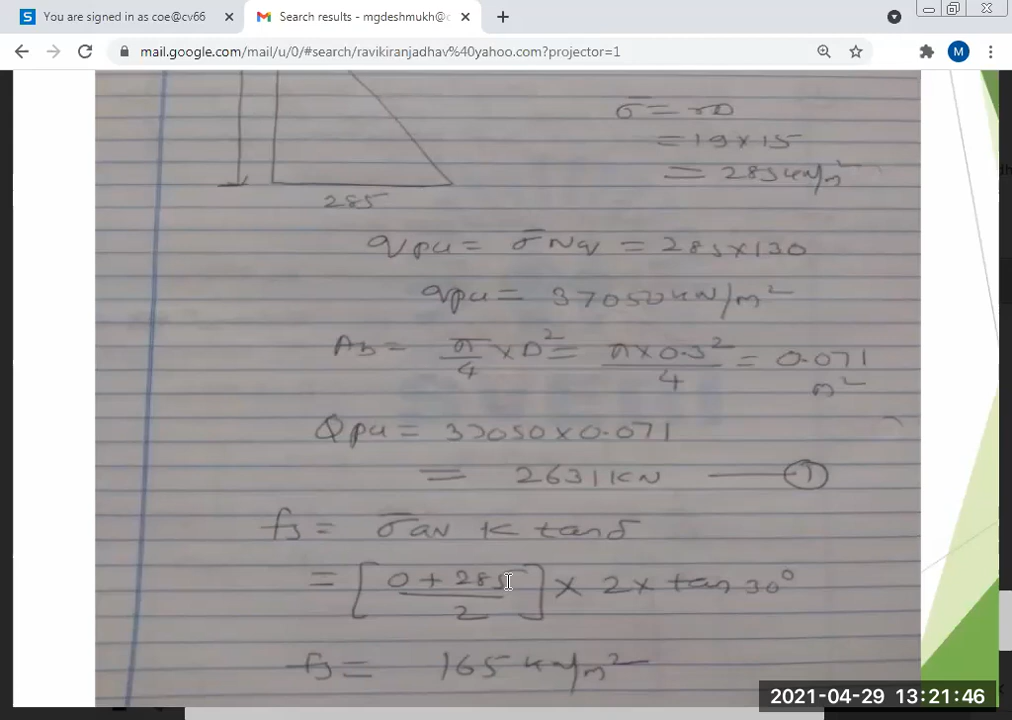 You are signed in as coe@cv66
Search results - mgdeshmukh@c
mail.google.com/mail/u/0/#search/ravikiranjadhav%40yahoo.com?projector=1
M
σ̄ = γD
= 19 × 15
= 285 kN/m²
285
qpu = σ̄ Nq = 285 × 130
qpu = 37050 kN/m²
Ab = π/4 × D² = π × 0.3²/4 = 0.071 m²
Qpu = 37050 × 0.071
= 2631 KN —— ①
fs = σ̄av K tanδ
= [0 + 285/2] × 2 × tan 30°
fs = 165 kN/m²
2021-04-29 13:21:46